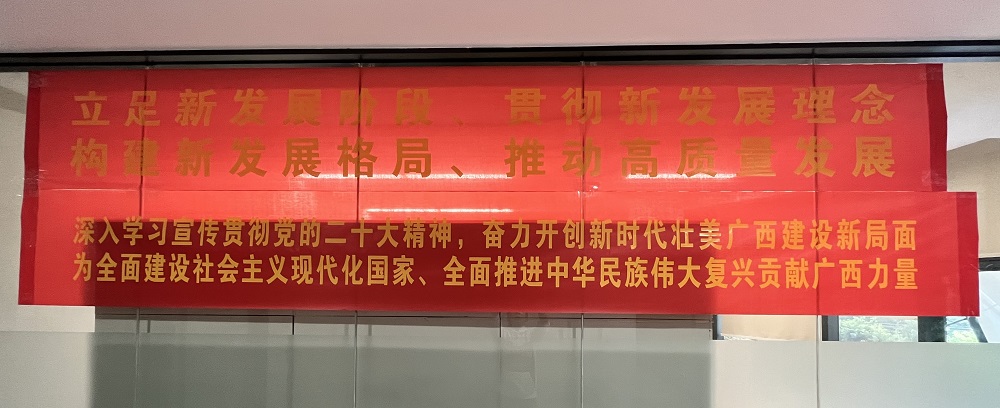 立足新发展阶段、贯彻新发展理念
构建新发展格局、推动高质量发展
深入学习宣传贯彻党的二十大精神，奋力开创新时代壮美广西建设新局面
为全面建设社会主义现代化国家、全面推进中华民族伟大复兴贡献广西力量